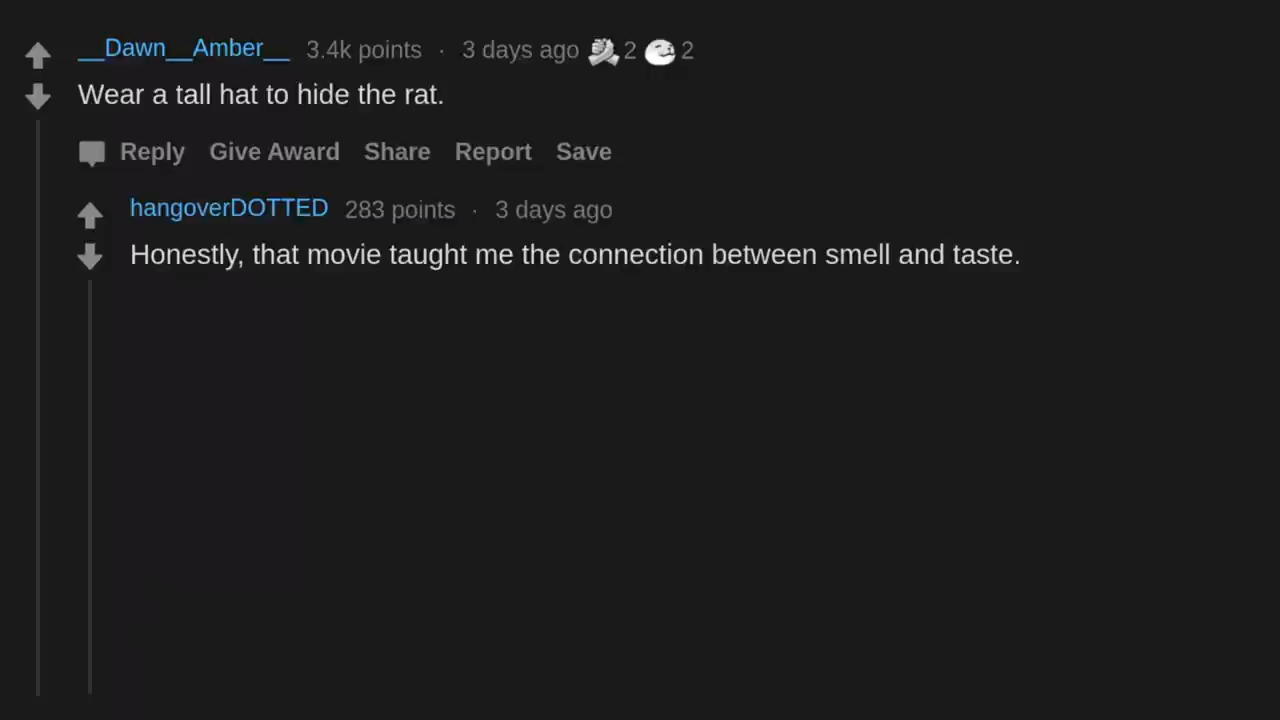 __Dawn__Amber__ 3.4k points · 3 days ago 2 2
Wear a tall hat to hide the rat.
Reply Give Award Share Report Save
hangoverDOTTED 283 points · 3 days ago
Honestly, that movie taught me the connection between smell and taste.